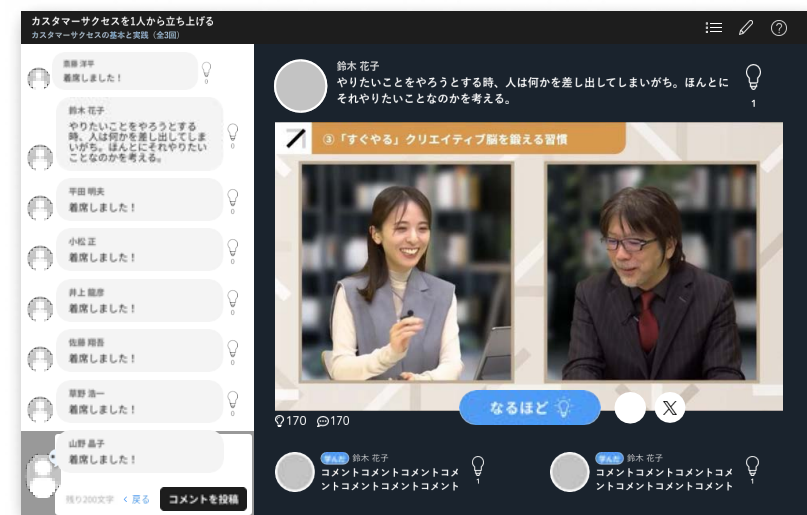 カスタマーサクセスを1人から立ち上げる
カスタマーサクセスの基本と実践（全3回）
斎藤 洋平
着席しました！
0
鈴木 花子
やりたいことをやろうとする
時、人は何かを差し出してしま
いがち。ほんとにそれやりたい
ことなのかを考える。
0
平田 明夫
着席しました！
0
小松 正
着席しました！
0
井上 龍彦
着席しました！
0
佐藤 翔吾
着席しました！
0
草野 浩一
着席しました！
0
山野 晶子
着席しました！
残り200文字
戻る
コメントを投稿
鈴木 花子
やりたいことをやろうとする時、人は何かを差し出してしまいがち。ほんとに
それやりたいことなのかを考える。
1
③「すぐやる」クリエイティブ脳を鍛える習慣
170
170
なるほど
X
学んだ 鈴木 花子
コメントコメントコメントコメ
ントコメントコメントコメント
1
学んだ 鈴木 花子
コメントコメントコメントコメ
ントコメントコメントコメント
1